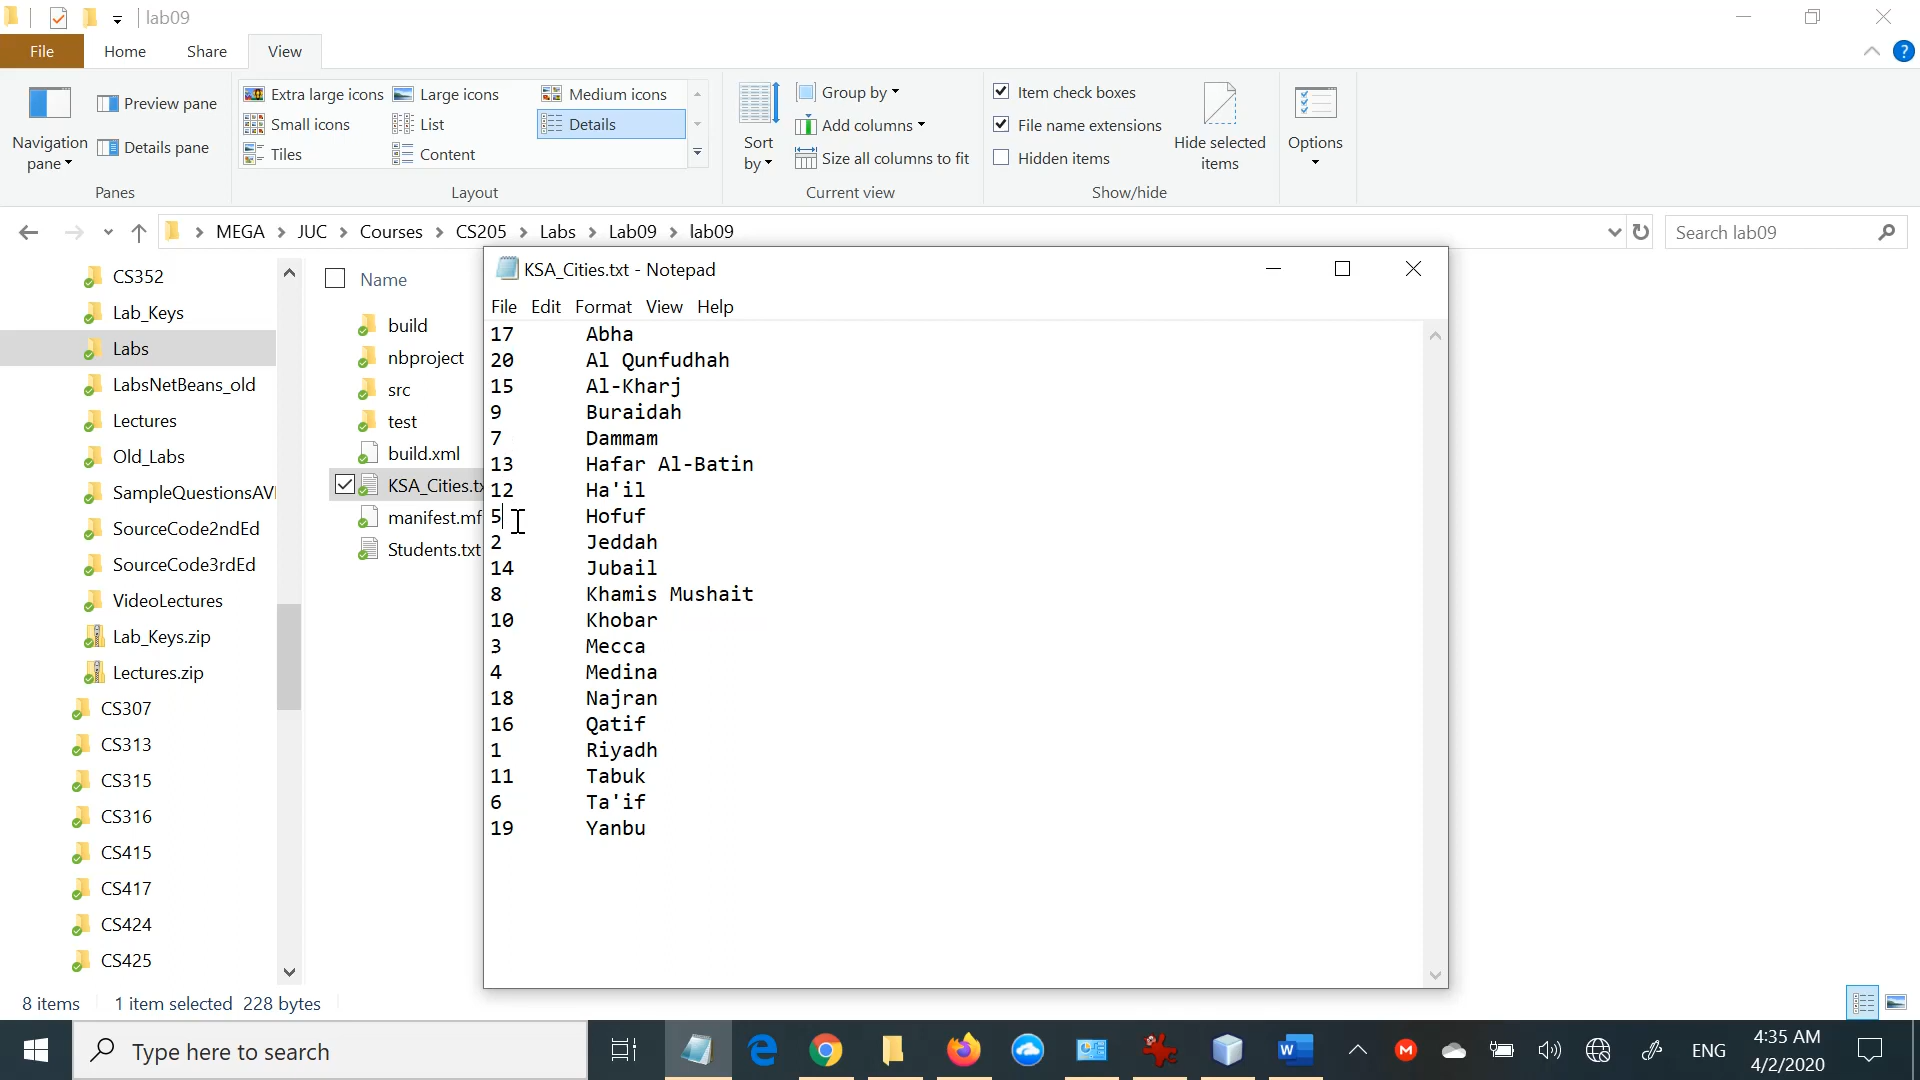 lab09
File Home Share View
Navigation pane
Preview pane
Details pane
Panes
Extra large icons Large icons Medium icons
Small icons List Details
Tiles Content
Layout
Sort by
Group by
Add columns
Size all columns to fit
Current view
Item check boxes
File name extensions
Hidden items
Hide selected items
Show/hide
Options
MEGA JUC Courses CS205 Labs Lab09 lab09
Search lab09
CS352
Lab_Keys
Labs
LabsNetBeans_old
Lectures
Old_Labs
SampleQuestionsAVI
SourceCode2ndEd
SourceCode3rdEd
VideoLectures
Lab_Keys.zip
Lectures.zip
CS307
CS313
CS315
CS316
CS415
CS417
CS424
CS425
Name
build
nbproject
src
test
build.xml
KSA_Cities.tx
manifest.mf
Students.txt
KSA_Cities.txt - Notepad
File Edit Format View Help
17 Abha
20 Al Qunfudhah
15 Al-Kharj
9 Buraidah
7 Dammam
13 Hafar Al-Batin
12 Ha'il
5 Hofuf
2 Jeddah
14 Jubail
8 Khamis Mushait
10 Khobar
3 Mecca
4 Medina
18 Najran
16 Qatif
1 Riyadh
11 Tabuk
6 Ta'if
19 Yanbu
8 items 1 item selected 228 bytes
Type here to search
ENG
4:35 AM
4/2/2020